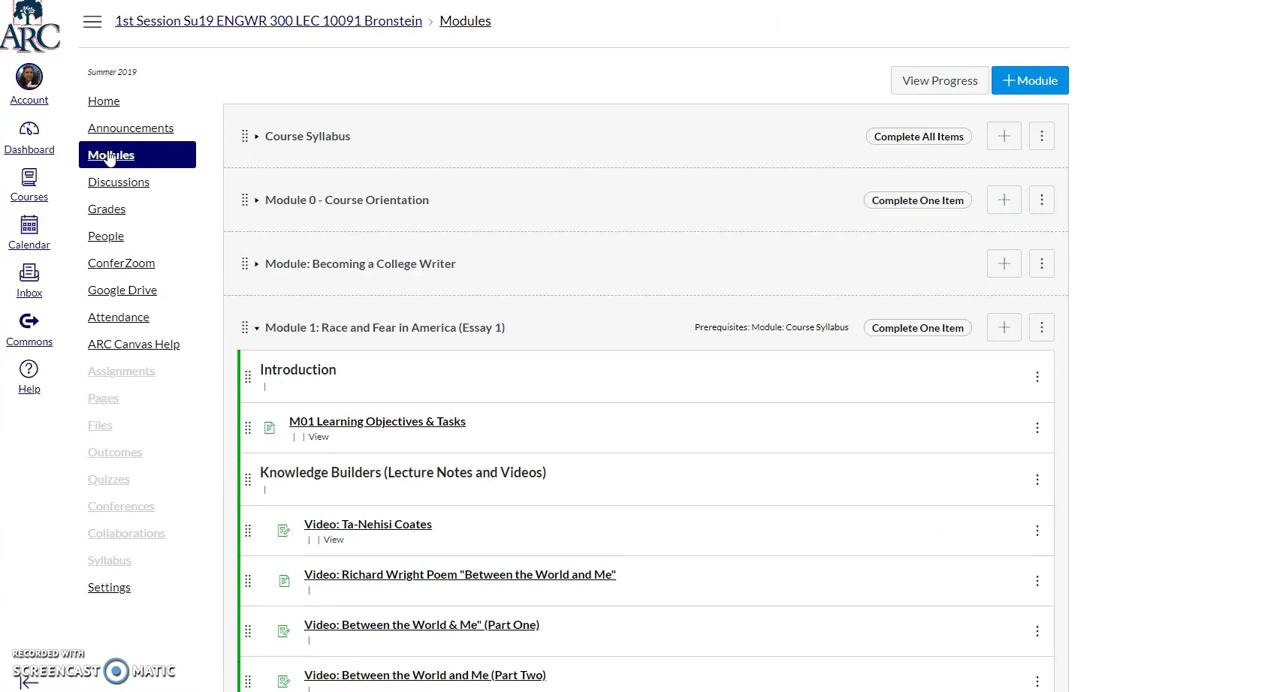 ARC
1st Session Su19 ENGWR 300 LEC 10091 Bronstein › Modules
Account
Dashboard
Courses
Calendar
Inbox
Commons
Help
Summer 2019
Home
Announcements
Modules
Discussions
Grades
People
ConferZoom
Google Drive
Attendance
ARC Canvas Help
Assignments
Pages
Files
Outcomes
Quizzes
Conferences
Collaborations
Syllabus
Settings
View Progress
+ Module
Course Syllabus Complete All Items
Module 0 - Course Orientation Complete One Item
Module: Becoming a College Writer
Module 1: Race and Fear in America (Essay 1) Prerequisites: Module: Course Syllabus Complete One Item
Introduction
|
M01 Learning Objectives & Tasks
| | View
Knowledge Builders (Lecture Notes and Videos)
|
Video: Ta-Nehisi Coates
| | View
Video: Richard Wright Poem "Between the World and Me"
|
Video: Between the World & Me" (Part One)
|
Video: Between the World and Me (Part Two)
|
RECORDED WITH
SCREENCAST MATIC